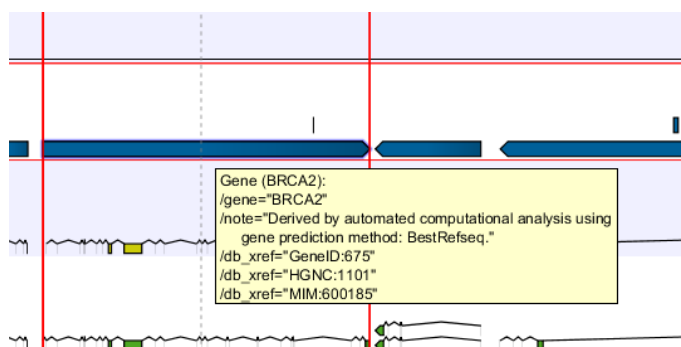 Gene (BRCA2):
/gene="BRCA2"
/note="Derived by automated computational analysis using
gene prediction method: BestRefseq."
/db_xref="GeneID:675"
/db_xref="HGNC:1101"
/db_xref="MIM:600185"